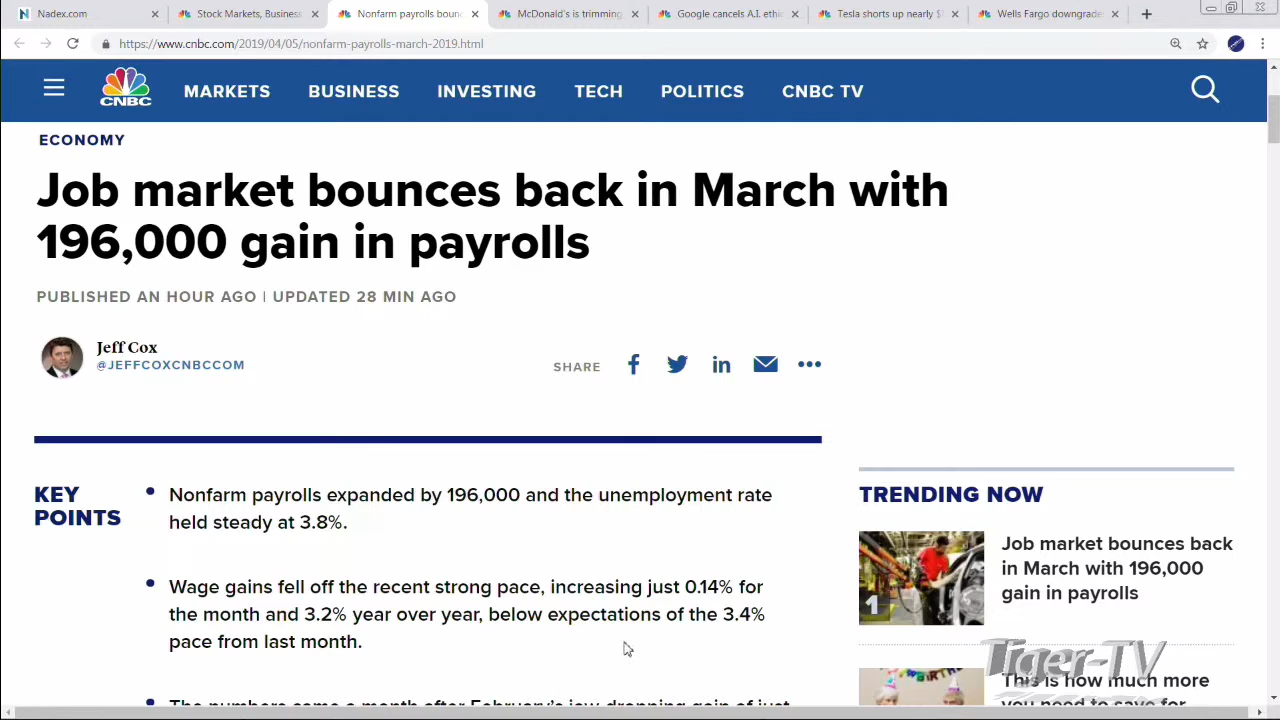 Nadex.com
Stock Markets, Business
Nonfarm payrolls boun
McDonald's is trimming
Google cancels A.I. ethi
Tesla shorts up nearly $
Wells Fargo downgrade
https://www.cnbc.com/2019/04/05/nonfarm-payrolls-march-2019.html
CNBC
MARKETS
BUSINESS
INVESTING
TECH
POLITICS
CNBC TV
ECONOMY
Job market bounces back in March with
196,000 gain in payrolls
PUBLISHED AN HOUR AGO | UPDATED 28 MIN AGO
Jeff Cox
@JEFFCOXCNBCCOM
SHARE
KEY
POINTS
Nonfarm payrolls expanded by 196,000 and the unemployment rate
held steady at 3.8%.
Wage gains fell off the recent strong pace, increasing just 0.14% for
the month and 3.2% year over year, below expectations of the 3.4%
pace from last month.
The numbers come a month after February's jaw-dropping gain of just
TRENDING NOW
1
Job market bounces back
in March with 196,000
gain in payrolls
This is how much more
you need to save for
Tiger-TV